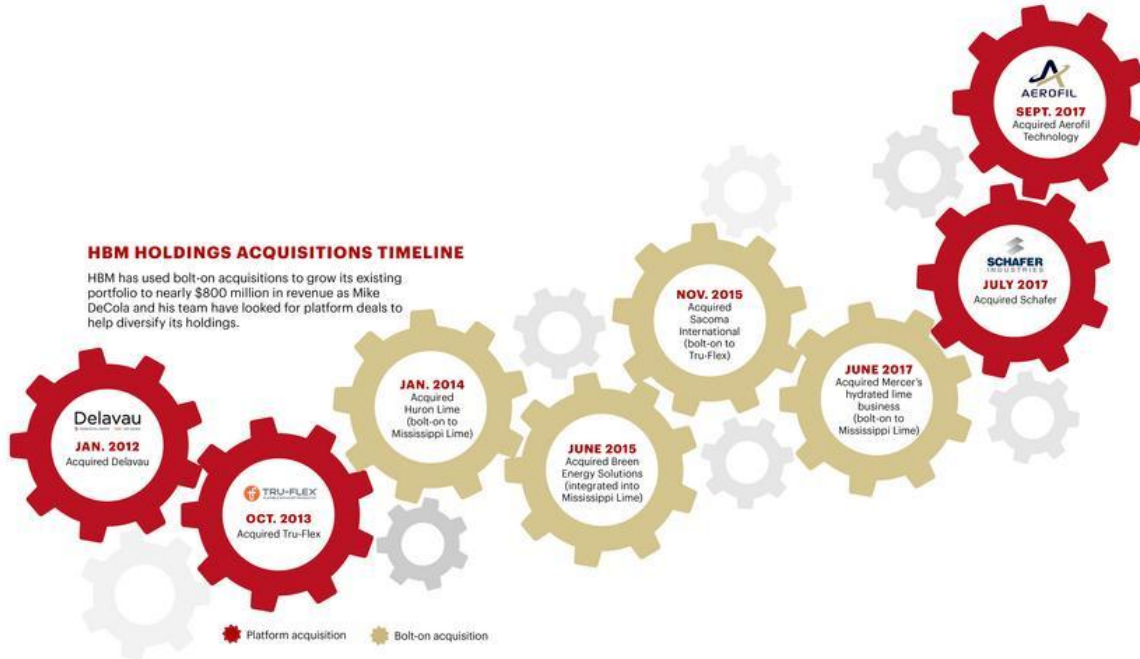 HBM HOLDINGS ACQUISITIONS TIMELINE
HBM has used bolt-on acquisitions to grow its existing
portfolio to nearly $800 million in revenue as Mike
DeCola and his team have looked for platform deals to
help diversify its holdings.
Delavau
JAN. 2012
Acquired Delavau
TRU-FLEX
OCT. 2013
Acquired Tru-Flex
JAN. 2014
Acquired
Huron Lime
(bolt-on to
Mississippi Lime)
JUNE 2015
Acquired Breen
Energy Solutions
(integrated into
Mississippi Lime)
NOV. 2015
Acquired
Sacoma
International
(bolt-on to
Tru-Flex)
JUNE 2017
Acquired Mercer's
hydrated lime
business
(bolt-on to
Mississippi Lime)
SCHAFER
INDUSTRIES
JULY 2017
Acquired Schafer
AEROFIL
SEPT. 2017
Acquired Aerofil
Technology
Platform acquisition
Bolt-on acquisition